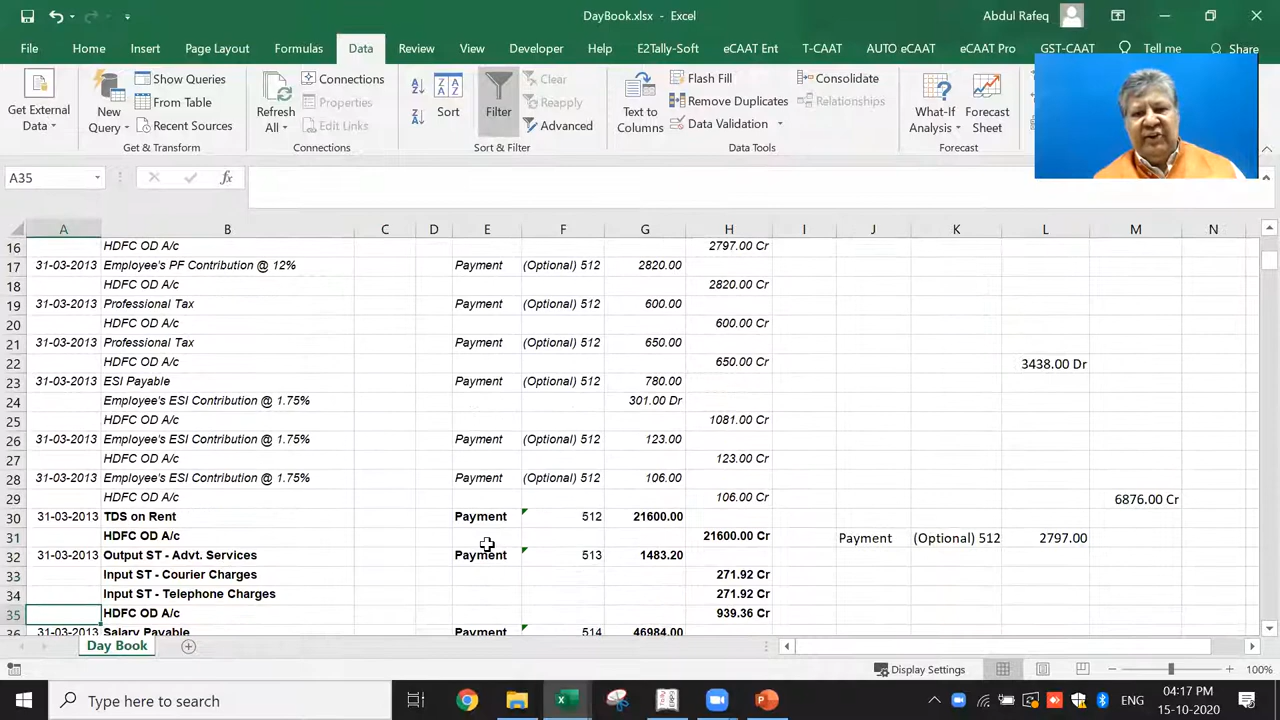 DayBook.xlsx - Excel
Abdul Rafeq
File Home Insert Page Layout Formulas Data Review View Developer Help E2Tally-Soft eCAAT Ent T-CAAT AUTO eCAAT eCAAT Pro GST-CAAT Tell me Share
Get External Data
New Query
Show Queries
From Table
Recent Sources
Get & Transform
Refresh All
Connections
Properties
Edit Links
Connections
Sort
Filter
Clear
Reapply
Advanced
Sort & Filter
Text to Columns
Flash Fill
Remove Duplicates
Data Validation
Consolidate
Relationships
Data Tools
What-If Analysis
Forecast Sheet
Forecast
A35 fx
A B C D E F G H I J K L M N
16 HDFC OD A/c 2797.00 Cr
17 31-03-2013 Employee's PF Contribution @ 12% Payment (Optional) 512 2820.00
18 HDFC OD A/c 2820.00 Cr
19 31-03-2013 Professional Tax Payment (Optional) 512 600.00
20 HDFC OD A/c 600.00 Cr
21 31-03-2013 Professional Tax Payment (Optional) 512 650.00
22 HDFC OD A/c 650.00 Cr 3438.00 Dr
23 31-03-2013 ESI Payable Payment (Optional) 512 780.00
24 Employee's ESI Contribution @ 1.75% 301.00 Dr
25 HDFC OD A/c 1081.00 Cr
26 31-03-2013 Employee's ESI Contribution @ 1.75% Payment (Optional) 512 123.00
27 HDFC OD A/c 123.00 Cr
28 31-03-2013 Employee's ESI Contribution @ 1.75% Payment (Optional) 512 106.00
29 HDFC OD A/c 106.00 Cr 6876.00 Cr
30 31-03-2013 TDS on Rent Payment 512 21600.00
31 HDFC OD A/c 21600.00 Cr Payment (Optional) 512 2797.00
32 31-03-2013 Output ST - Advt. Services Payment 513 1483.20
33 Input ST - Courier Charges 271.92 Cr
34 Input ST - Telephone Charges 271.92 Cr
35 HDFC OD A/c 939.36 Cr
36 31-03-2013 Salary Payable Payment 514 46984.00
Day Book
Display Settings 100%
Type here to search
ENG
04:17 PM
15-10-2020